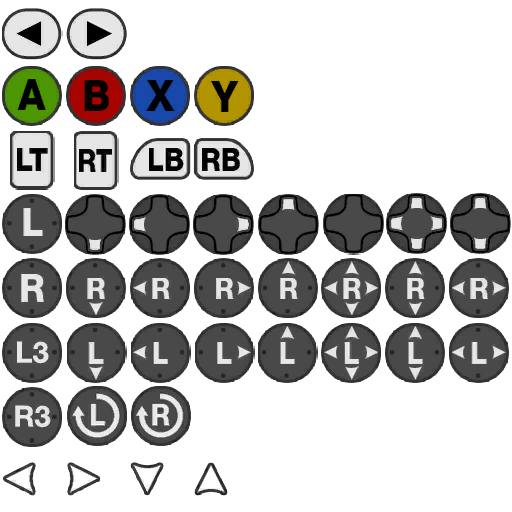 A B X Y
LT RT LB RB
L
R R R R R R R R
L3 L L L L L L L
R3 L R